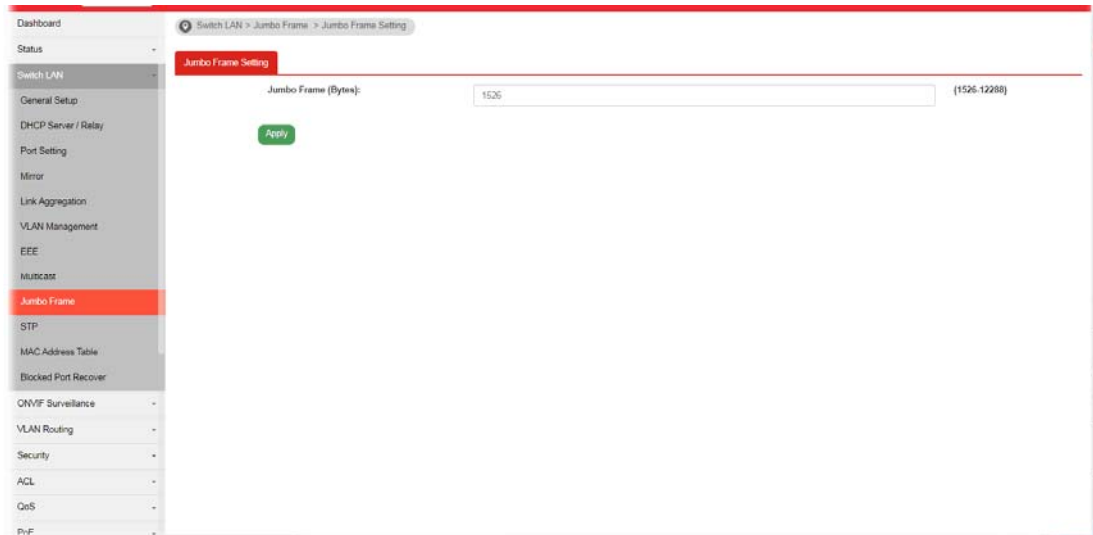 Dashboard
Switch LAN > Jumbo Frame > Jumbo Frame Setting
Status
Jumbo Frame Setting
Switch LAN
Jumbo Frame (Bytes):
1526
(1526-12288)
General Setup
DHCP Server / Relay
Apply
Port Setting
Mirror
Link Aggregation
VLAN Management
EEE
Multicast
Jumbo Frame
STP
MAC Address Table
Blocked Port Recover
ONVIF Surveillance
VLAN Routing
Security
ACL
QoS
PoE